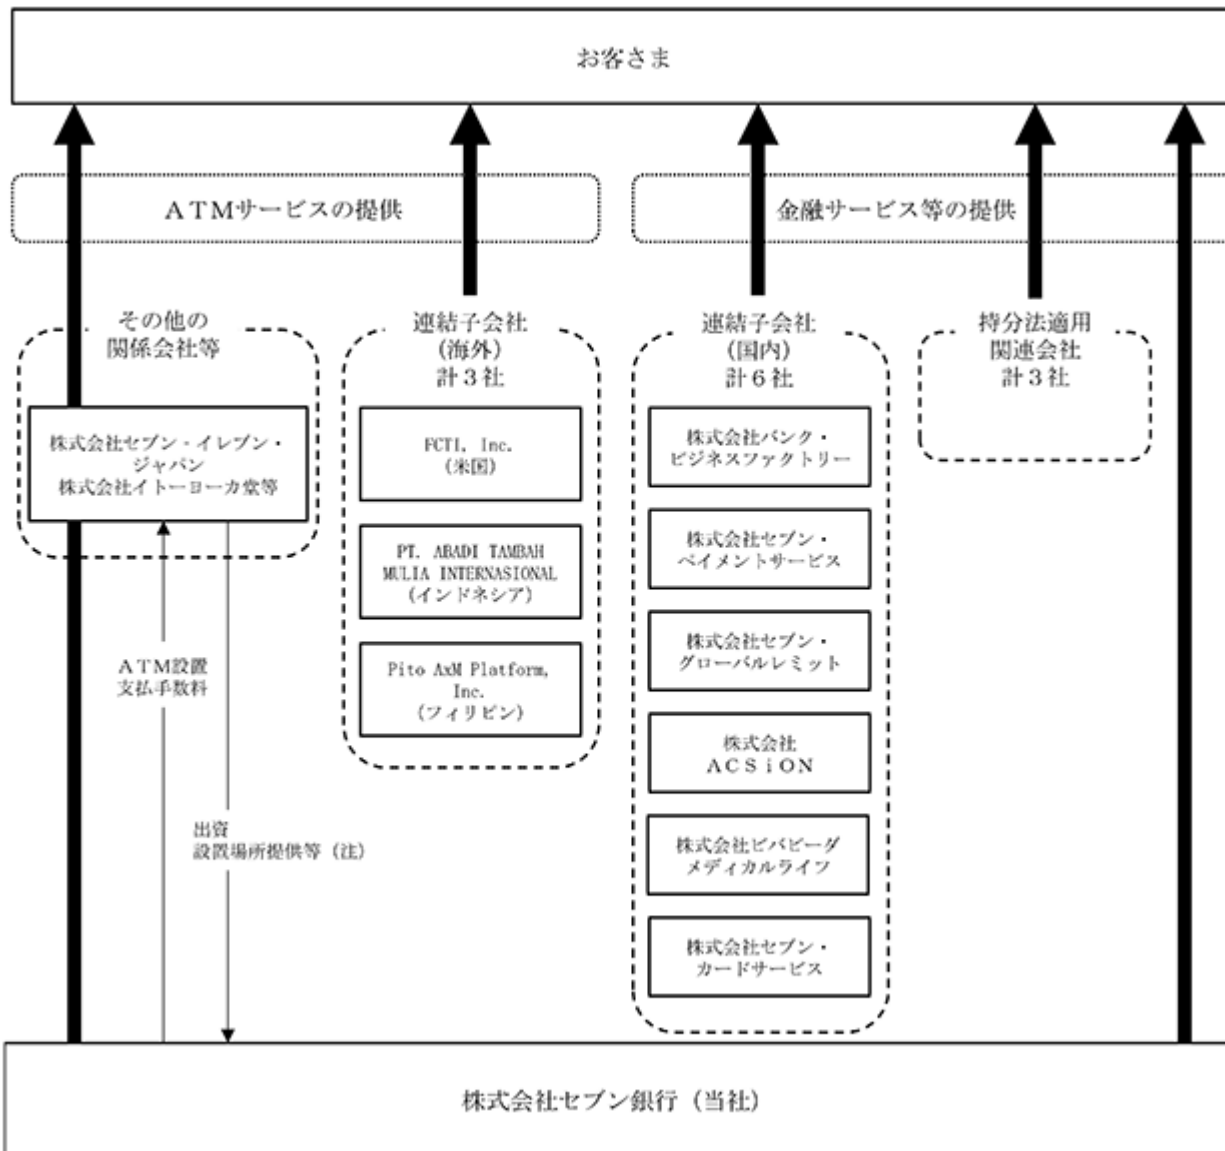 お客さま
ＡＴＭサービスの提供
金融サービス等の提供
その他の
関係会社等
株式会社セブン‐イレブン・
ジャパン
株式会社イトーヨーカ堂等
ＡＴＭ設置
支払手数料
出資
設置場所提供等（注）
連結子会社
（海外）
計３社
FCTI, Inc.
（米国）
PT. ABADI TAMBAH
MULIA INTERNASIONAL
（インドネシア）
Pito AxM Platform,
Inc.
（フィリピン）
連結子会社
（国内）
計６社
株式会社バンク・
ビジネスファクトリー
株式会社セブン・
ペイメントサービス
株式会社セブン・
グローバルレミット
株式会社
ＡＣＳｉＯＮ
株式会社ビバビーダ
メディカルライフ
株式会社セブン・
カードサービス
持分法適用
関連会社
計３社
株式会社セブン銀行（当社）